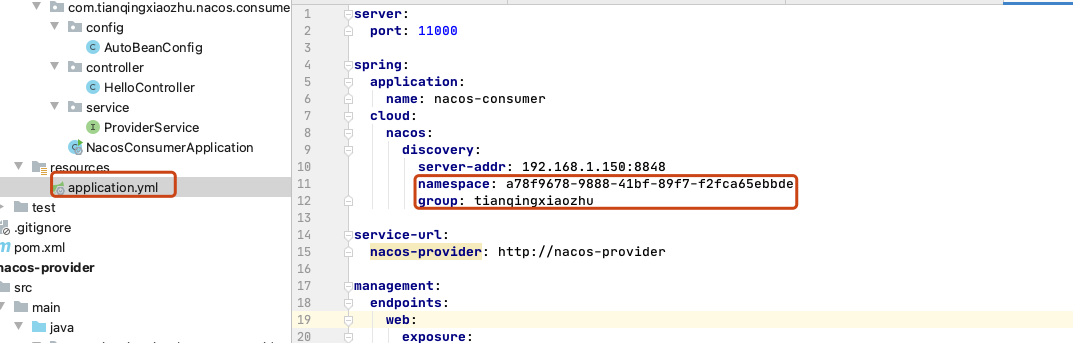 com.tianqingxiaozhu.nacos.consume
config
AutoBeanConfig
controller
HelloController
service
ProviderService
NacosConsumerApplication
resources
application.yml
test
.gitignore
pom.xml
nacos-provider
src
main
java
1 server:
2 port: 11000
3
4 spring:
5 application:
6 name: nacos-consumer
7 cloud:
8 nacos:
9 discovery:
10 server-addr: 192.168.1.150:8848
11 namespace: a78f9678-9888-41bf-89f7-f2fca65ebbde
12 group: tianqingxiaozhu
13
14 service-url:
15 nacos-provider: http://nacos-provider
16
17 management:
18 endpoints:
19 web:
20 exposure: